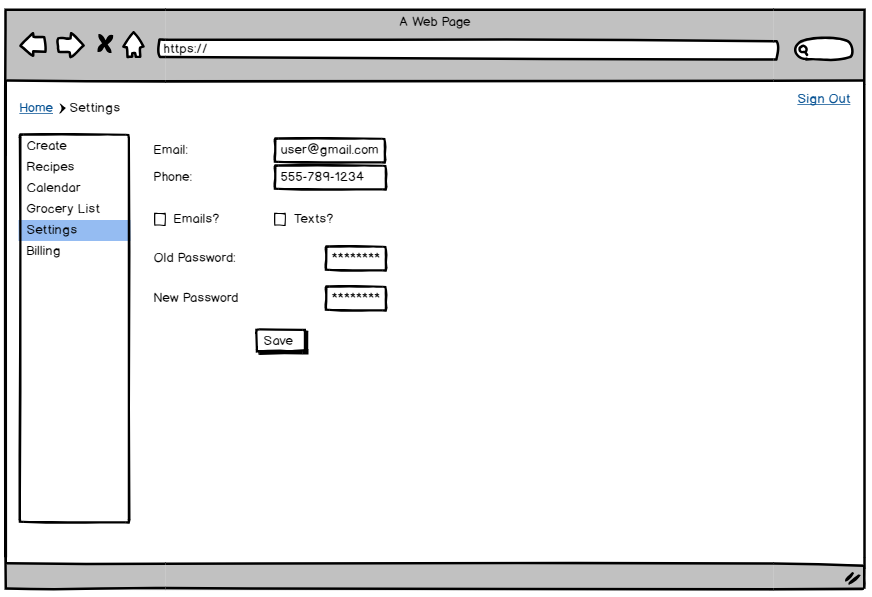 A Web Page
https://
Home Settings
Sign Out
Create
Recipes
Calendar
Grocery List
Settings
Billing
Email: user@gmail.com
Phone: 555-789-1234
Emails? Texts?
Old Password: ********
New Password ********
Save